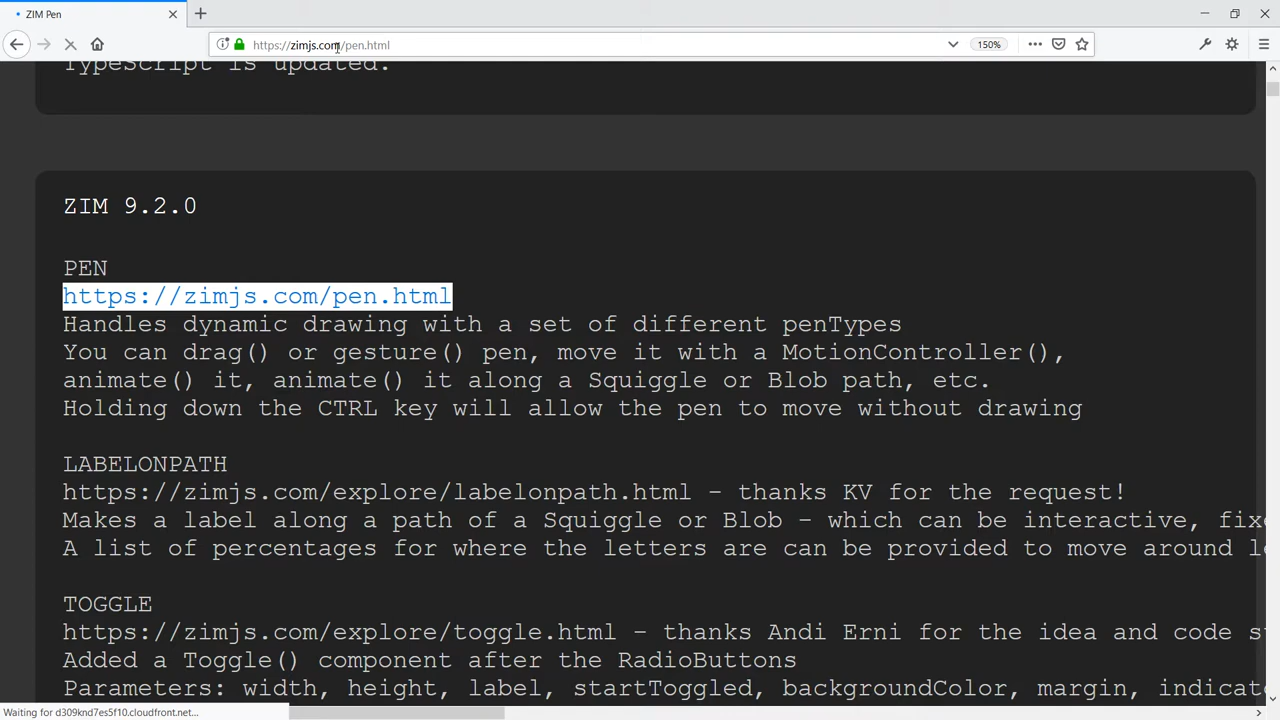 ZIM Pen
https://zimjs.com/pen.html
150%
TypeScript is updated.
ZIM 9.2.0
PEN
https://zimjs.com/pen.html
Handles dynamic drawing with a set of different penTypes
You can drag() or gesture() pen, move it with a MotionController(),
animate() it, animate() it along a Squiggle or Blob path, etc.
Holding down the CTRL key will allow the pen to move without drawing
LABELONPATH
https://zimjs.com/explore/labelonpath.html - thanks KV for the request!
Makes a label along a path of a Squiggle or Blob - which can be interactive, fixe
A list of percentages for where the letters are can be provided to move around le
TOGGLE
https://zimjs.com/explore/toggle.html - thanks Andi Erni for the idea and code st
Added a Toggle() component after the RadioButtons
Parameters: width, height, label, startToggled, backgroundColor, margin, indicato
Waiting for d309knd7es5f10.cloudfront.net...